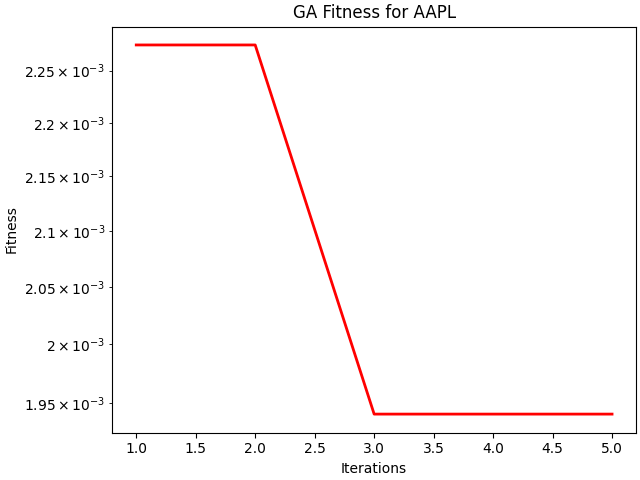 GA Fitness for AAPL
Fitness
2.25 × 10⁻³
2.2 × 10⁻³
2.15 × 10⁻³
2.1 × 10⁻³
2.05 × 10⁻³
2 × 10⁻³
1.95 × 10⁻³
1.0 1.5 2.0 2.5 3.0 3.5 4.0 4.5 5.0
Iterations